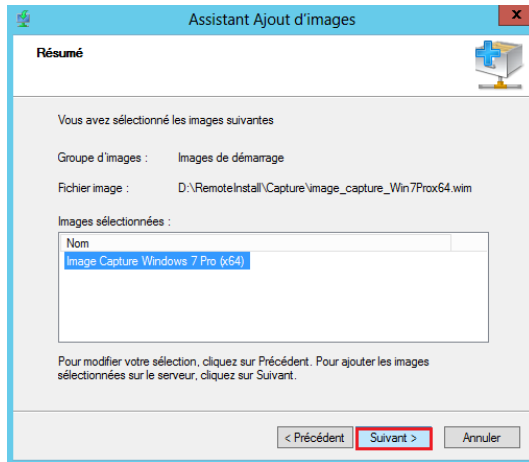 Assistant Ajout d'images
x
Résumé
Vous avez sélectionné les images suivantes
Groupe d'images : Images de démarrage
Fichier image : D:\RemoteInstall\Capture\image_capture_Win7Prox64.wim
Images sélectionnées :
Nom
Image Capture Windows 7 Pro (x64)
Pour modifier votre sélection, cliquez sur Précédent. Pour ajouter les images
sélectionnées sur le serveur, cliquez sur Suivant.
< Précédent Suivant > Annuler